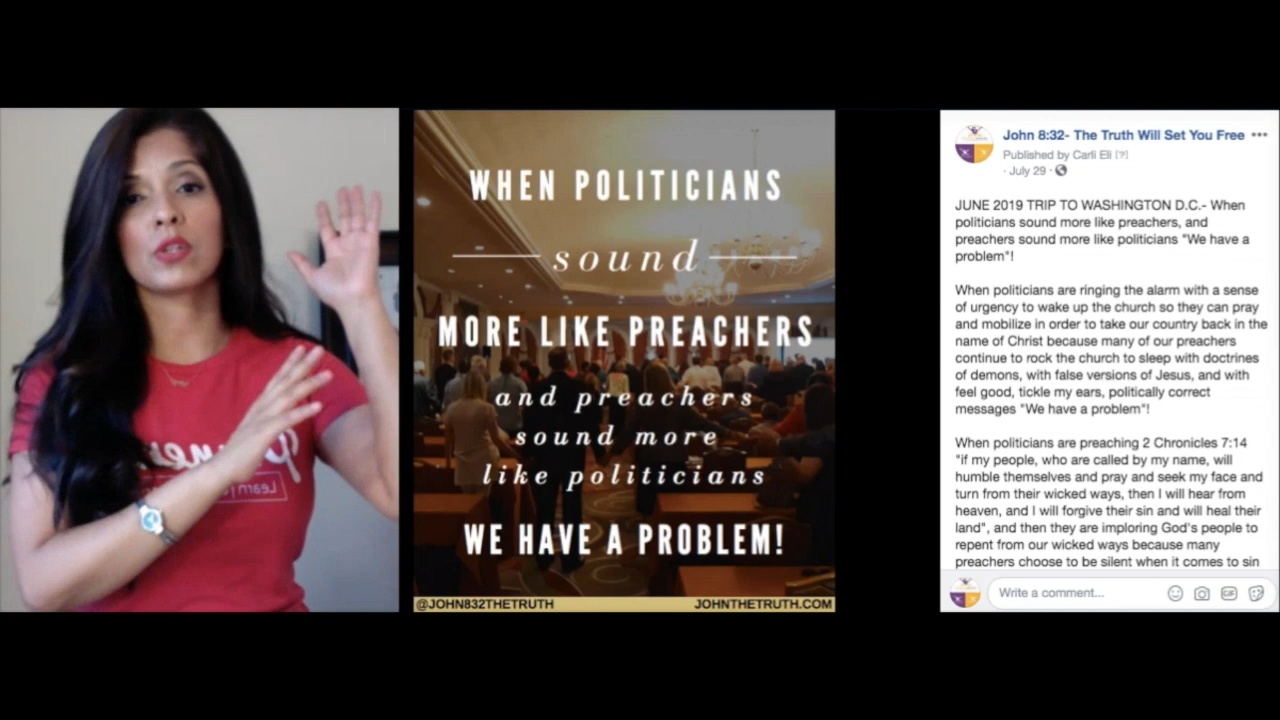 WHEN POLITICIANS
sound
MORE LIKE PREACHERS
and preachers
sound more
like politicians
WE HAVE A PROBLEM!
@JOHN832THETRUTH
JOHNTHETRUTH.COM
John 8:32- The Truth Will Set You Free
Published by Carli Eli [?]
· July 29 ·
JUNE 2019 TRIP TO WASHINGTON D.C.- When
politicians sound more like preachers, and
preachers sound more like politicians "We have a
problem"!
When politicians are ringing the alarm with a sense
of urgency to wake up the church so they can pray
and mobilize in order to take our country back in the
name of Christ because many of our preachers
continue to rock the church to sleep with doctrines
of demons, with false versions of Jesus, and with
feel good, tickle my ears, politically correct
messages "We have a problem"!
When politicians are preaching 2 Chronicles 7:14
"if my people, who are called by my name, will
humble themselves and pray and seek my face and
turn from their wicked ways, then I will hear from
heaven, and I will forgive their sin and will heal their
land", and then they are imploring God's people to
repent from our wicked ways because many
preachers choose to be silent when it comes to sin
Write a comment...
GIF